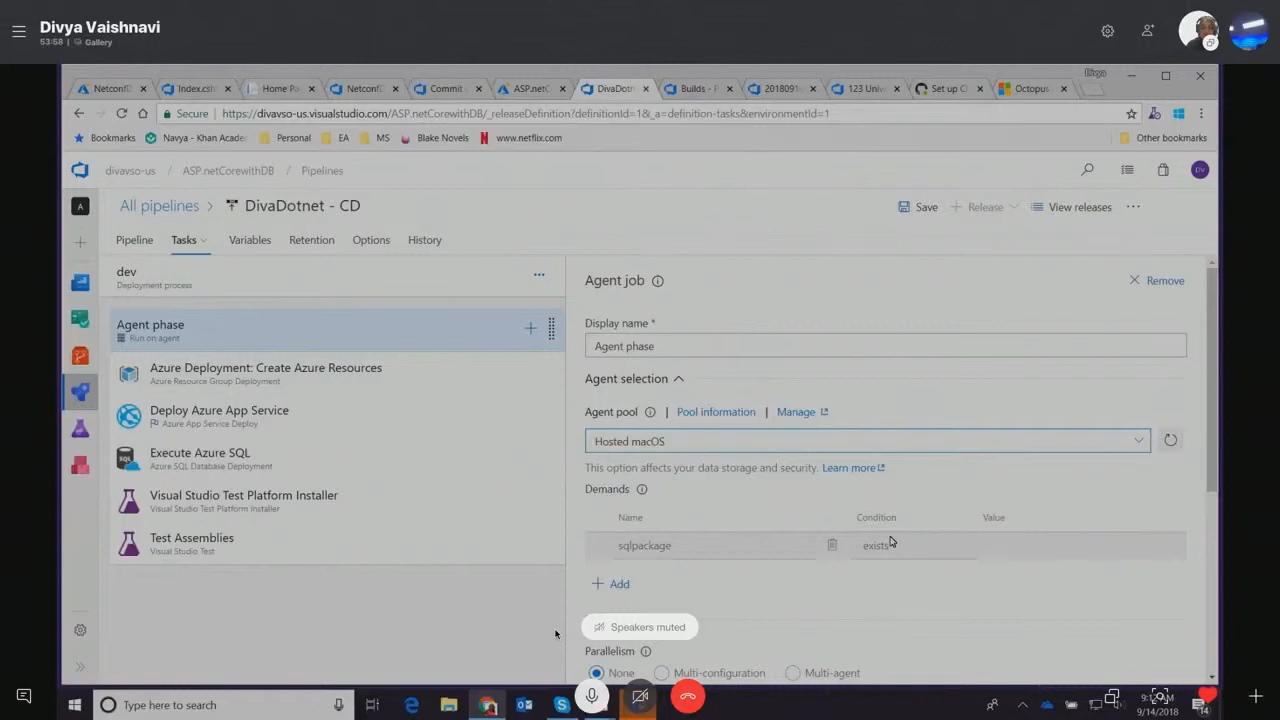 Divya Vaishnavi
53:58 | Gallery
Divya
NetconfD
Index.csh
Home Pa
NetconfD
Commit
ASP.netC
DivaDotn
Builds - P
2018091
123 Univ
Set up C
Octopus
Secure | https://divavso-us.visualstudio.com/ASP.netCorewithDB/_releaseDefinition?definitionId=1&_a=definition-tasks&environmentId=1
Bookmarks
Navya - Khan Acade
Personal
EA
MS
Blake Novels
www.netflix.com
Other bookmarks
divavso-us / ASP.netCorewithDB / Pipelines
DV
A
All pipelines > DivaDotnet - CD
Save
Release
View releases
Pipeline
Tasks
Variables
Retention
Options
History
dev
Deployment process
Agent phase
Run on agent
Azure Deployment: Create Azure Resources
Azure Resource Group Deployment
Deploy Azure App Service
Azure App Service Deploy
Execute Azure SQL
Azure SQL Database Deployment
Visual Studio Test Platform Installer
Visual Studio Test Platform Installer
Test Assemblies
Visual Studio Test
Agent job
Remove
Display name *
Agent phase
Agent selection
Agent pool | Pool information | Manage
Hosted macOS
This option affects your data storage and security. Learn more
Demands
Name
Condition
Value
sqlpackage
exists
Add
Speakers muted
Parallelism
None
Multi-configuration
Multi-agent
Type here to search
9/14/2018
14